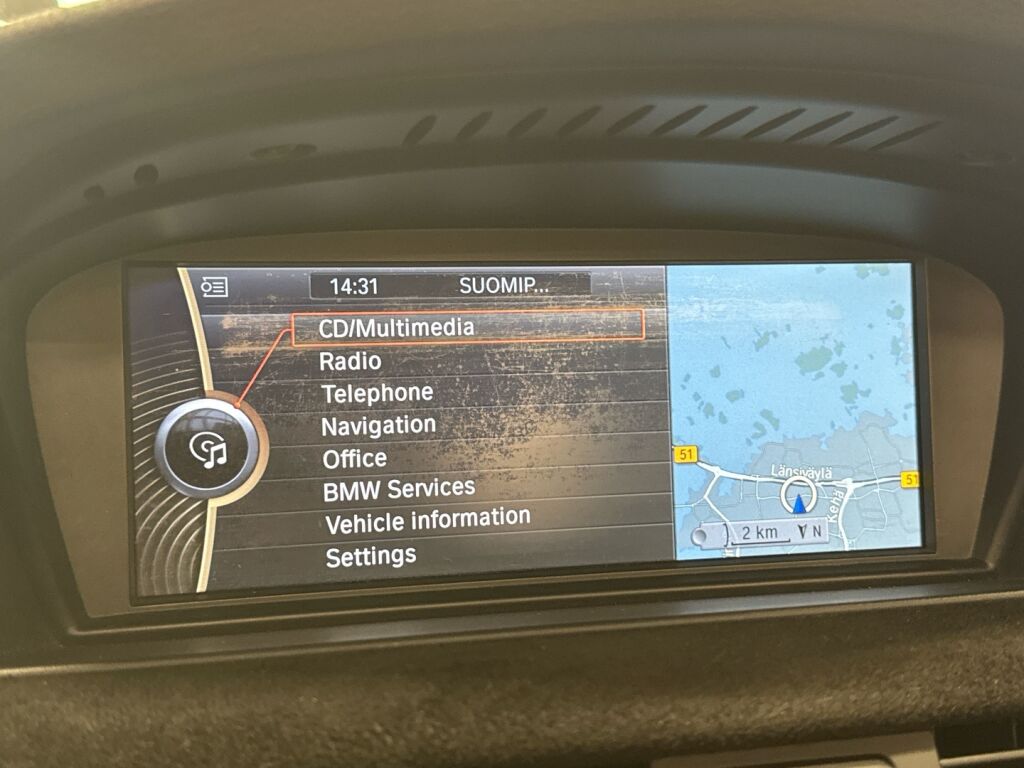 14:31 SUOMIP...
CD/Multimedia
Radio
Telephone
Navigation
Office
BMW Services
Vehicle information
Settings
51
Länsiväylä
51
Kehä
2 km
N